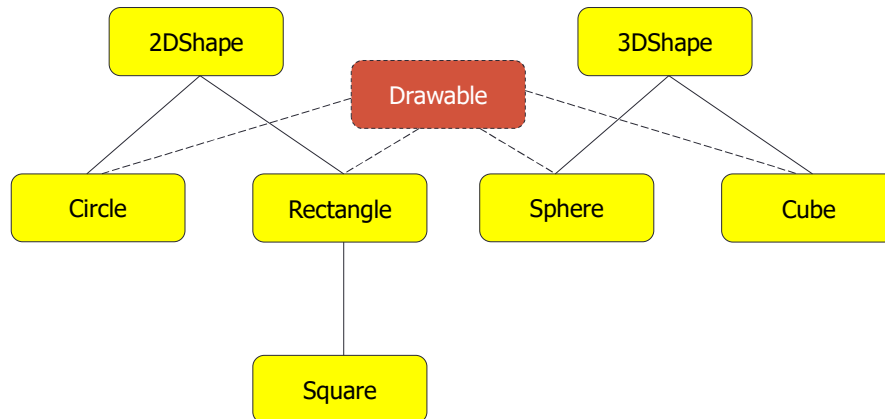 2DShape
3DShape
Drawable
Circle
Rectangle
Sphere
Cube
Square